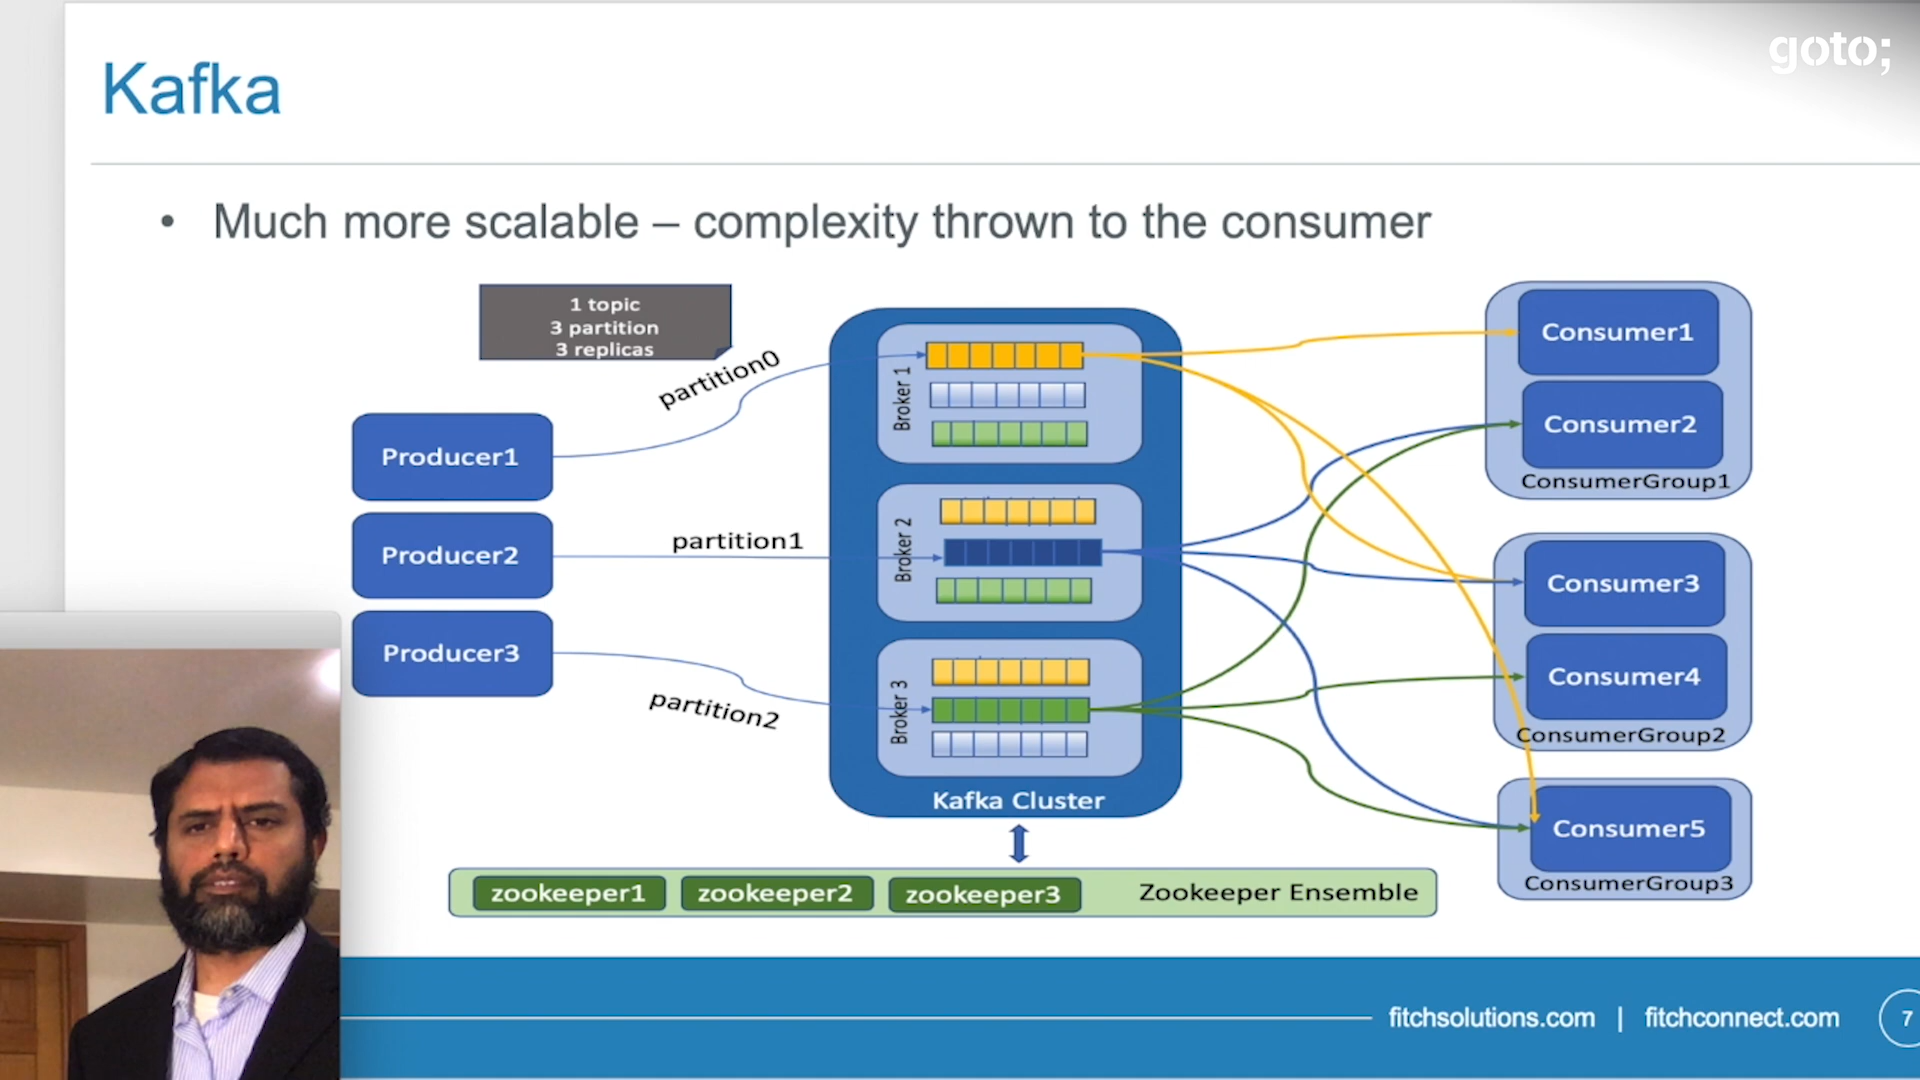 goto;
Kafka
• Much more scalable – complexity thrown to the consumer
1 topic
3 partition
3 replicas
partition0
partition1
partition2
Producer1
Producer2
Producer3
Broker 1
Broker 2
Broker 3
Kafka Cluster
Consumer1
Consumer2
ConsumerGroup1
Consumer3
Consumer4
ConsumerGroup2
Consumer5
ConsumerGroup3
zookeeper1
zookeeper2
zookeeper3
Zookeeper Ensemble
fitchsolutions.com | fitchconnect.com
7